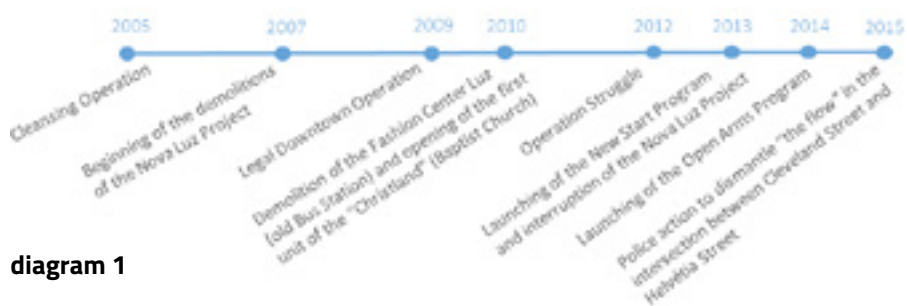 2005 2007 2009 2010 2012 2013 2014 2015
Cleansing Operation
Beginning of the demolitions
of the Nova Luz Project
Legal Downtown Operation
Demolition of the Fashion Center Luz
(old Bus Station) and opening of the first
unit of the "Christland" (Baptist Church)
Operation Struggle
Launching of the New Start Program
and interruption of the Nova Luz Project
Launching of the Open Arms Program
Police action to dismantle "the flow" in the
intersection between Cleveland Street and
Helvétia Street
diagram 1